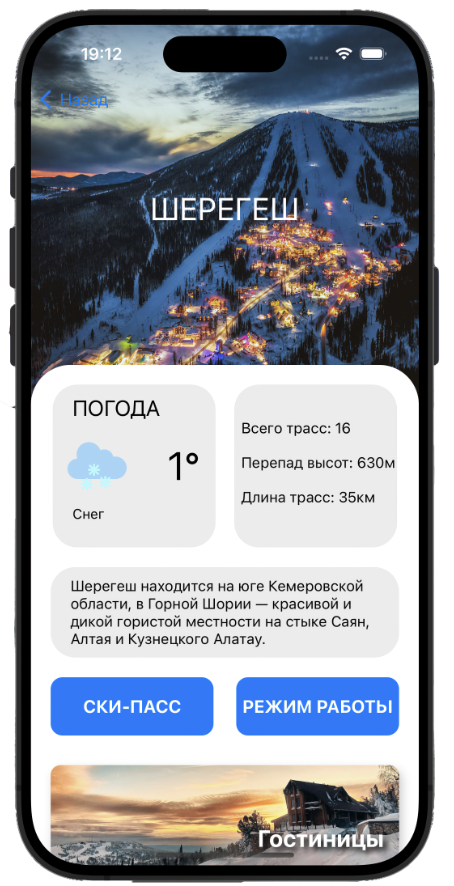 19:12
Назад
ШЕРЕГЕШ
ПОГОДА
1°
Снег
Всего трасс: 16
Перепад высот: 630м
Длина трасс: 35км
Шерегеш находится на юге Кемеровской
области, в Горной Шории — красивой и
дикой гористой местности на стыке Саян,
Алтая и Кузнецкого Алатау.
СКИ-ПАСС
РЕЖИМ РАБОТЫ
Гостиницы